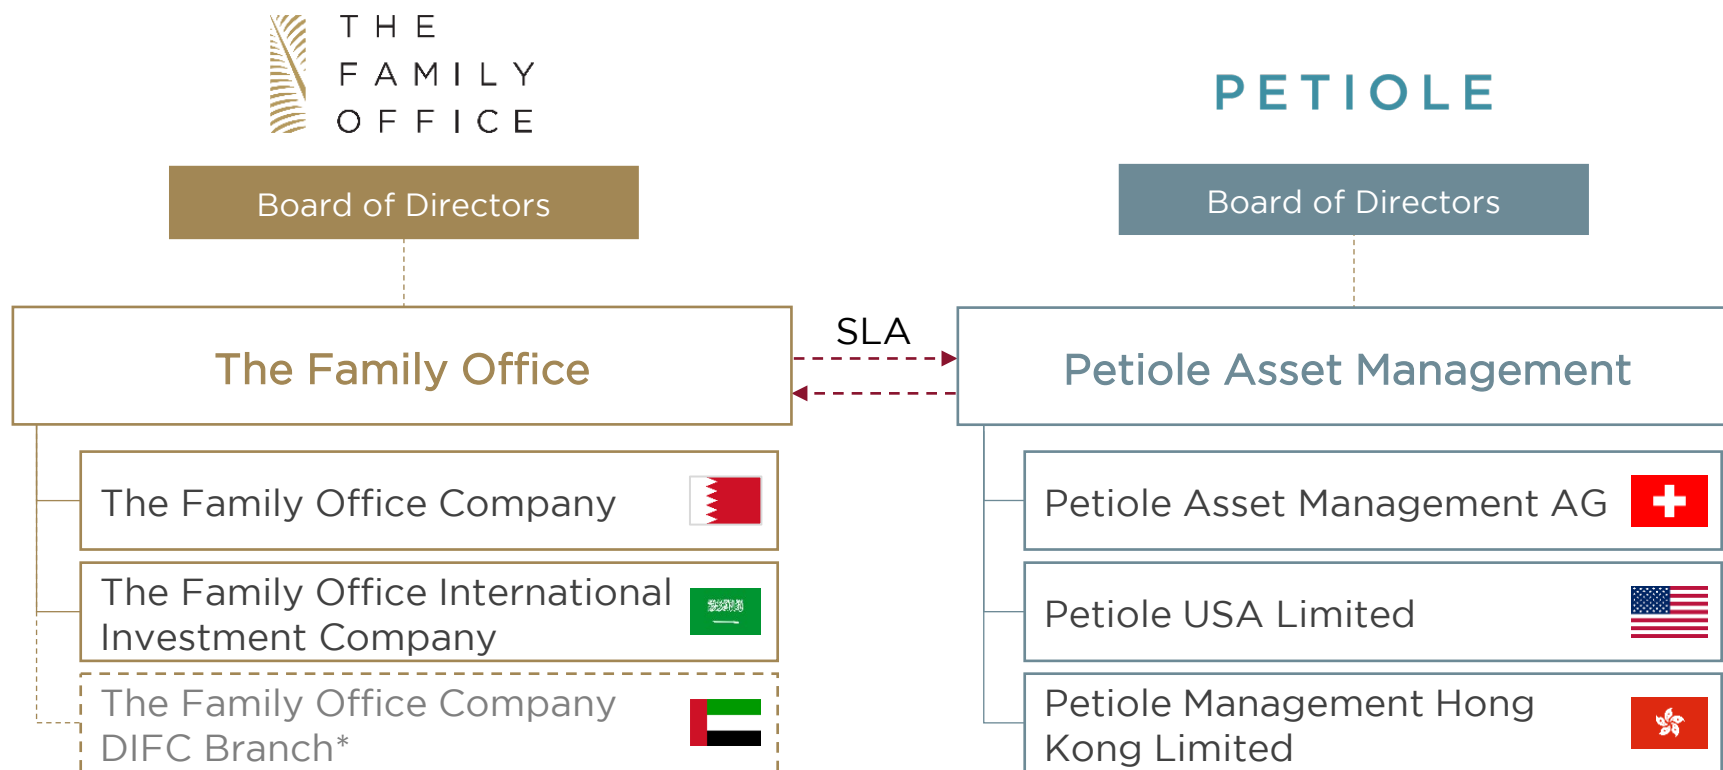 THE
FAMILY
OFFICE
PETIOLE
Board of Directors
Board of Directors
The Family Office
SLA
Petiole Asset Management
The Family Office Company
Petiole Asset Management AG
The Family Office International
Investment Company
Petiole USA Limited
The Family Office Company
DIFC Branch*
Petiole Management Hong
Kong Limited